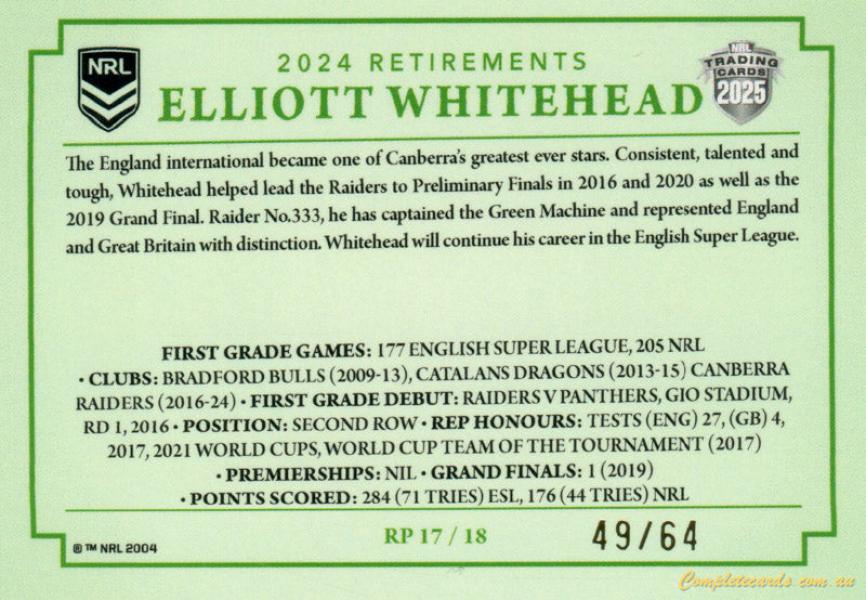 2024 RETIREMENTS
NRL
NRL
TRADING
CARDS
2025
ELLIOTT WHITEHEAD
The England international became one of Canberra's greatest ever stars. Consistent, talented and
tough, Whitehead helped lead the Raiders to Preliminary Finals in 2016 and 2020 as well as the
2019 Grand Final. Raider No.333, he has captained the Green Machine and represented England
and Great Britain with distinction. Whitehead will continue his career in the English Super League.
FIRST GRADE GAMES: 177 ENGLISH SUPER LEAGUE, 205 NRL
• CLUBS: BRADFORD BULLS (2009-13), CATALANS DRAGONS (2013-15) CANBERRA
RAIDERS (2016-24) • FIRST GRADE DEBUT: RAIDERS V PANTHERS, GIO STADIUM,
RD 1, 2016 • POSITION: SECOND ROW • REP HONOURS: TESTS (ENG) 27, (GB) 4,
2017, 2021 WORLD CUPS, WORLD CUP TEAM OF THE TOURNAMENT (2017)
• PREMIERSHIPS: NIL • GRAND FINALS: 1 (2019)
• POINTS SCORED: 284 (71 TRIES) ESL, 176 (44 TRIES) NRL
® ™ NRL 2004
RP 17 / 18
49/64
Completecards.com.au